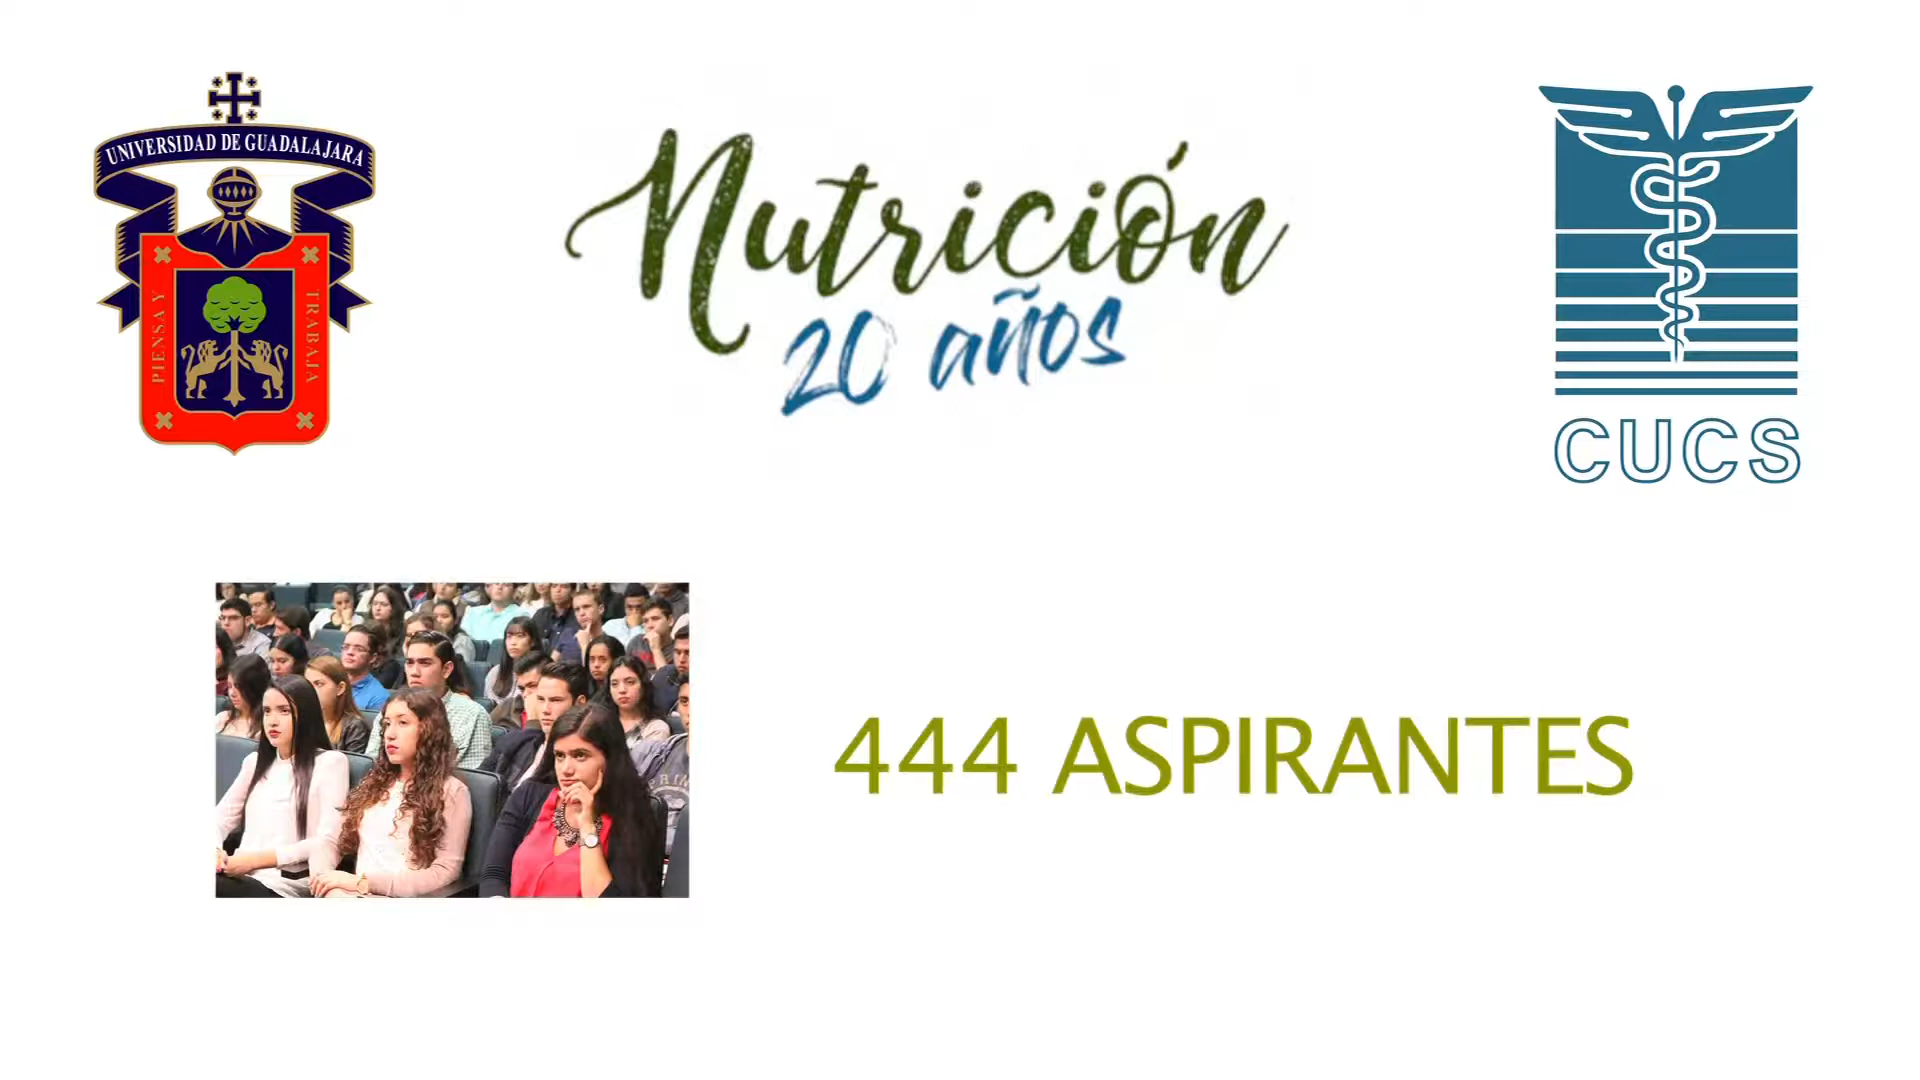 UNIVERSIDAD DE GUADALAJARA
PIENSA Y
TRABAJA
Nutrición
20 años
CUCS
444 ASPIRANTES